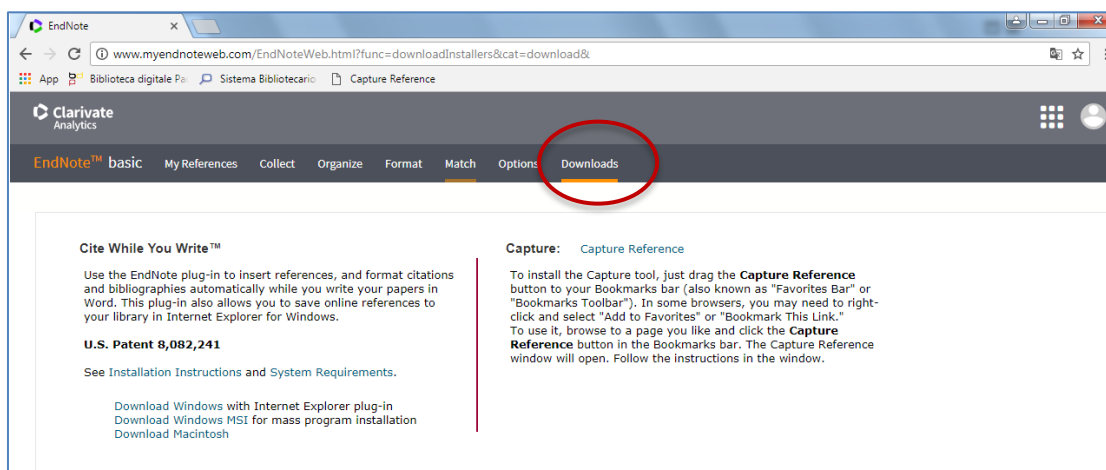 EndNote
www.myendnoteweb.com/EndNoteWeb.html?func=downloadInstallers&cat=download&
App Biblioteca digitale Pa Sistema Bibliotecario Capture Reference
Clarivate
Analytics
EndNote™ basic My References Collect Organize Format Match Options Downloads
Cite While You Write™
Use the EndNote plug-in to insert references, and format citations
and bibliographies automatically while you write your papers in
Word. This plug-in also allows you to save online references to
your library in Internet Explorer for Windows.
U.S. Patent 8,082,241
See Installation Instructions and System Requirements.
Download Windows with Internet Explorer plug-in
Download Windows MSI for mass program installation
Download Macintosh
Capture: Capture Reference
To install the Capture tool, just drag the Capture Reference
button to your Bookmarks bar (also known as "Favorites Bar" or
"Bookmarks Toolbar"). In some browsers, you may need to right-
click and select "Add to Favorites" or "Bookmark This Link."
To use it, browse to a page you like and click the Capture
Reference button in the Bookmarks bar. The Capture Reference
window will open. Follow the instructions in the window.